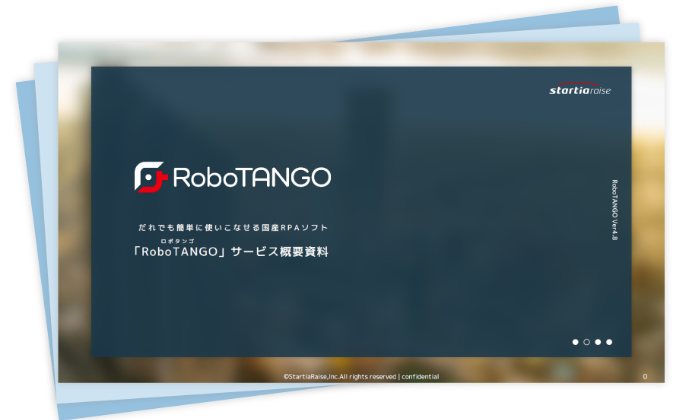 startiaraise
RoboTANGO
だれでも簡単に使いこなせる国産RPAソフト
ロボタンゴ
「RoboTANGO」サービス概要資料
RoboTANGO Ver4.8
©StartiaRaise,Inc.All rights reserved | confidential
0